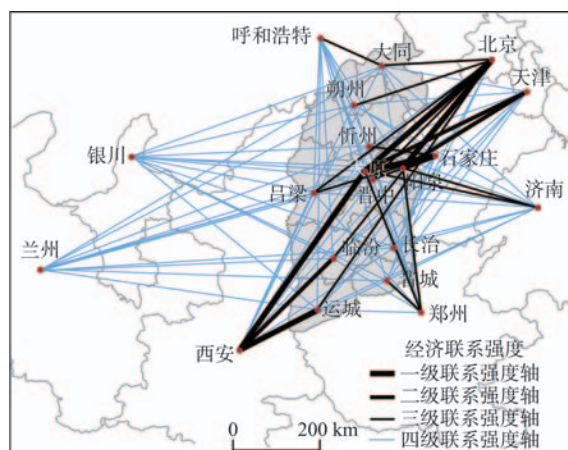 呼和浩特
大同
北京
天津
朔州
忻州
银川
石家庄
阳泉
吕梁
晋中
济南
兰州
临汾
长治
晋城
运城
郑州
西安
经济联系强度
一级联系强度轴
二级联系强度轴
三级联系强度轴
四级联系强度轴
0 200 km